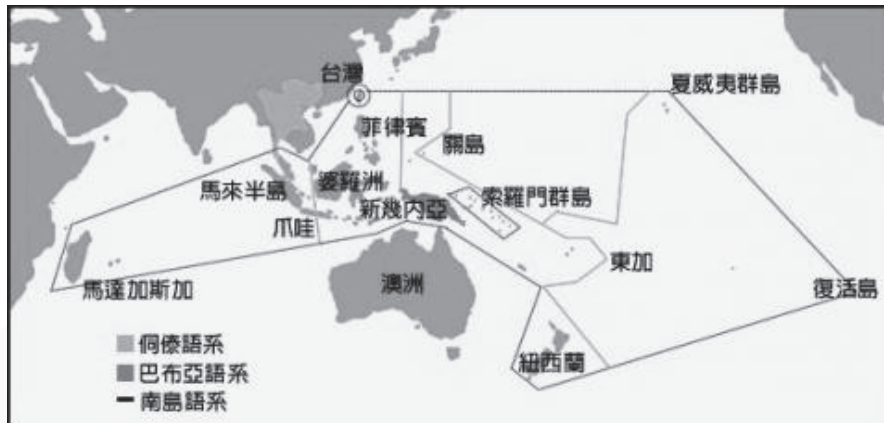 台灣
夏威夷群島
菲律賓
關島
馬來半島
婆羅洲
索羅門群島
新幾內亞
爪哇
東加
馬達加斯加
澳洲
復活島
侗傣語系
巴布亞語系
紐西蘭
南島語系